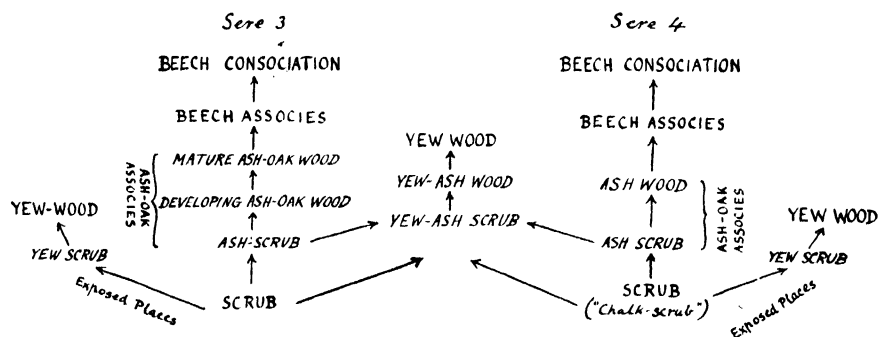 Sere 3
BEECH CONSOCIATION
BEECH ASSOCIES
MATURE ASH-OAK WOOD
DEVELOPING ASH-OAK WOOD
ASH-SCRUB
SCRUB
ASH-OAK
ASSOCIES
YEW-WOOD
YEW SCRUB
Exposed Places
YEW WOOD
YEW-ASH WOOD
YEW-ASH SCRUB
Sere 4
BEECH CONSOCIATION
BEECH ASSOCIES
ASH WOOD
ASH SCRUB
SCRUB
("Chalk-scrub")
ASH-OAK
ASSOCIES
YEW WOOD
YEW SCRUB
Exposed Places